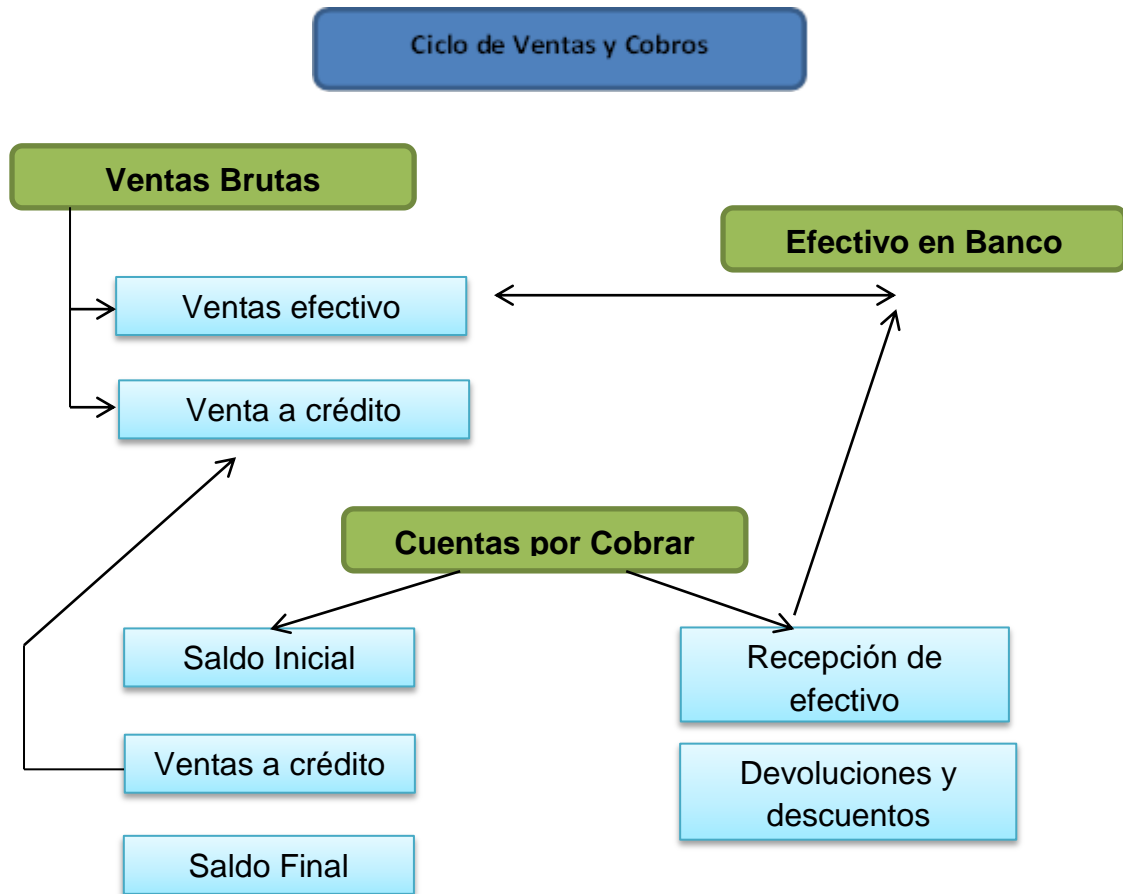 Ciclo de Ventas y Cobros
Ventas Brutas
Efectivo en Banco
Ventas efectivo
Venta a crédito
Cuentas por Cobrar
Saldo Inicial
Recepción de
efectivo
Ventas a crédito
Devoluciones y
descuentos
Saldo Final